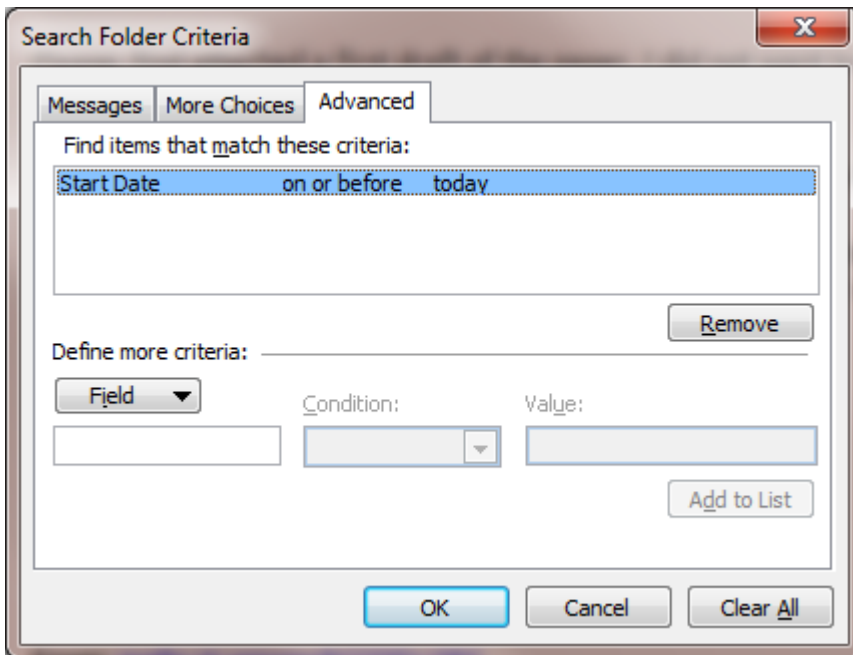 Search Folder Criteria
Messages More Choices Advanced
Find items that match these criteria:
Start Date on or before today
Remove
Define more criteria:
Field Condition: Value:
Add to List
OK Cancel Clear All